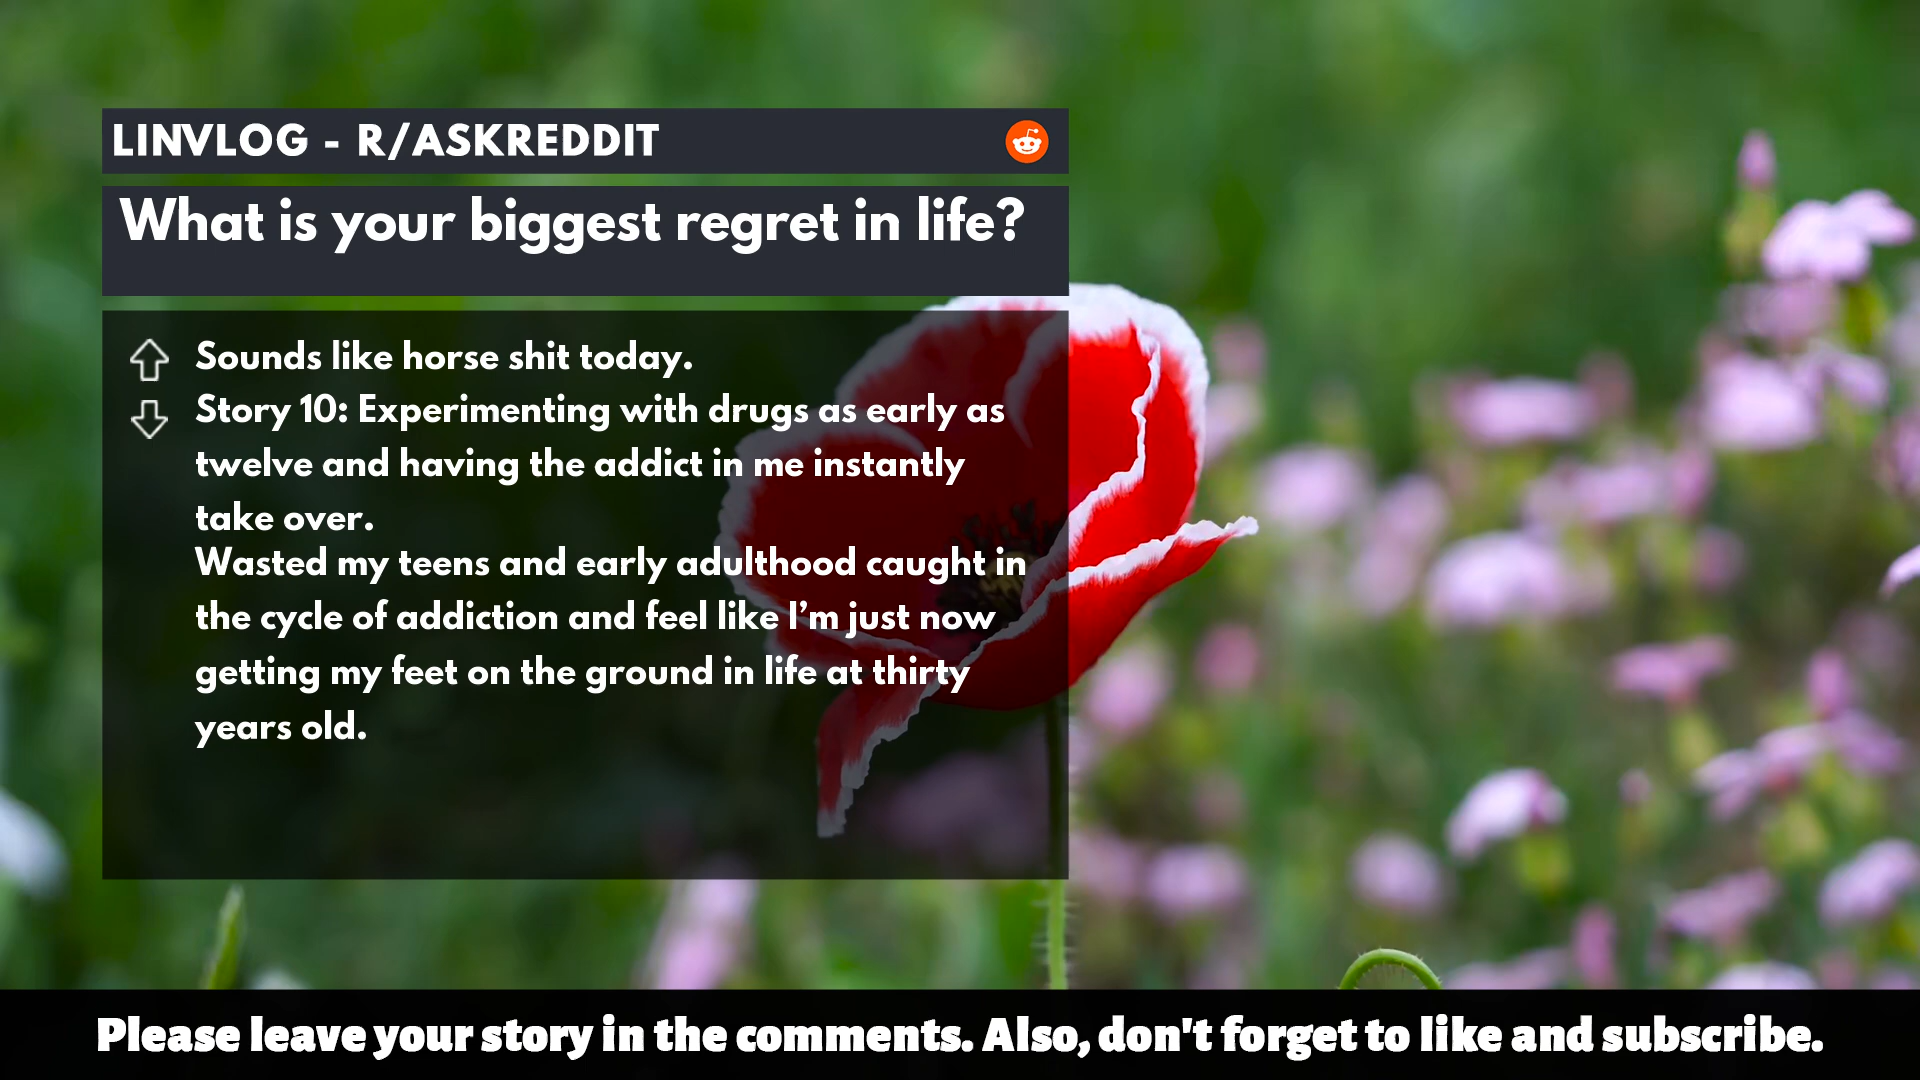 LINVLOG - R/ASKREDDIT
What is your biggest regret in life?
Sounds like horse shit today.
Story 10: Experimenting with drugs as early as
twelve and having the addict in me instantly
take over.
Wasted my teens and early adulthood caught in
the cycle of addiction and feel like I’m just now
getting my feet on the ground in life at thirty
years old.
Please leave your story in the comments. Also, don't forget to like and subscribe.